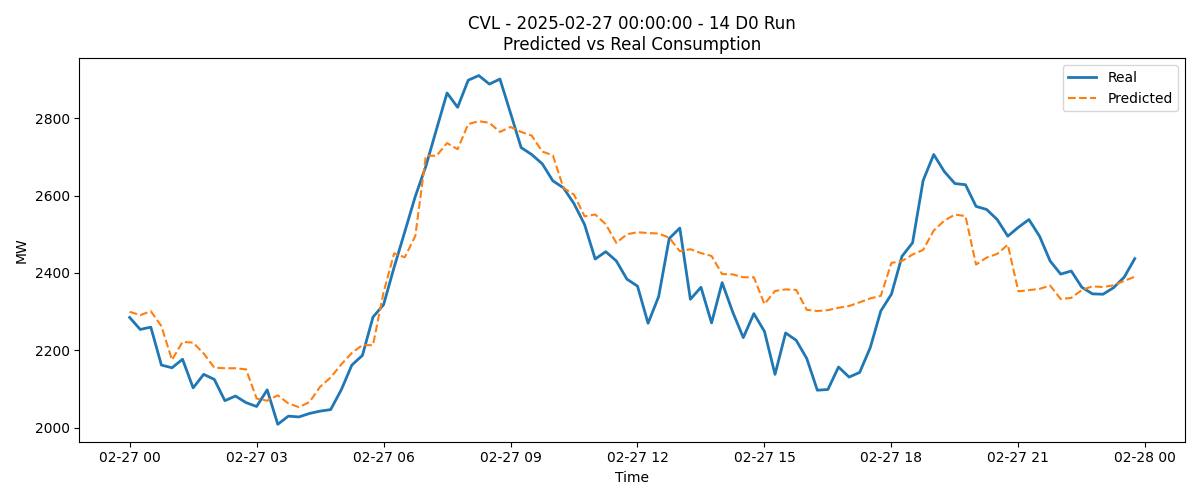 CVL - 2025-02-27 00:00:00 - 14 D0 Run
Predicted vs Real Consumption
Real
Predicted
MW
2800
2600
2400
2200
2000
02-27 00
02-27 03
02-27 06
02-27 09
02-27 12
02-27 15
02-27 18
02-27 21
02-28 00
Time